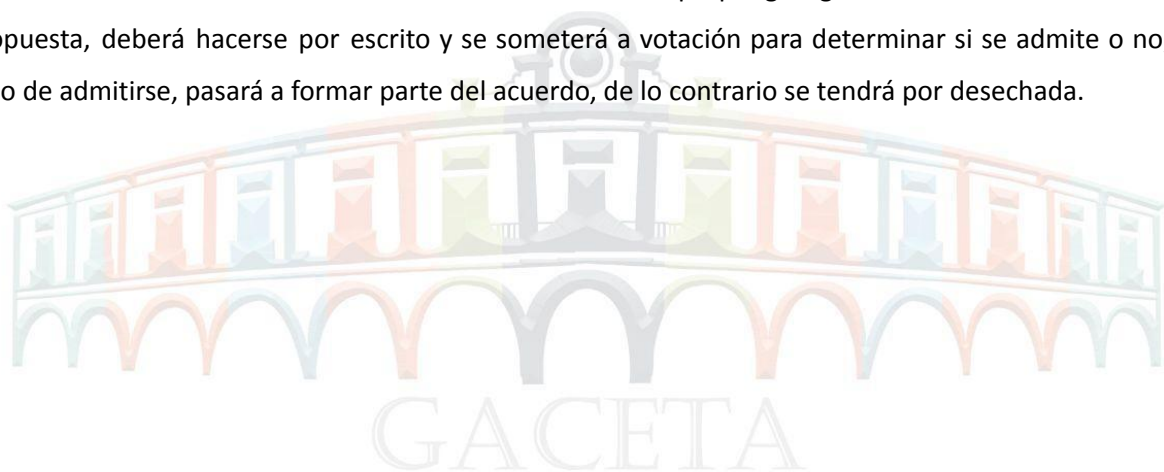 opuesta, deberá hacerse por escrito y se someterá a votación para determinar si se admite o no
o de admitirse, pasará a formar parte del acuerdo, de lo contrario se tendrá por desechada.
GACETA